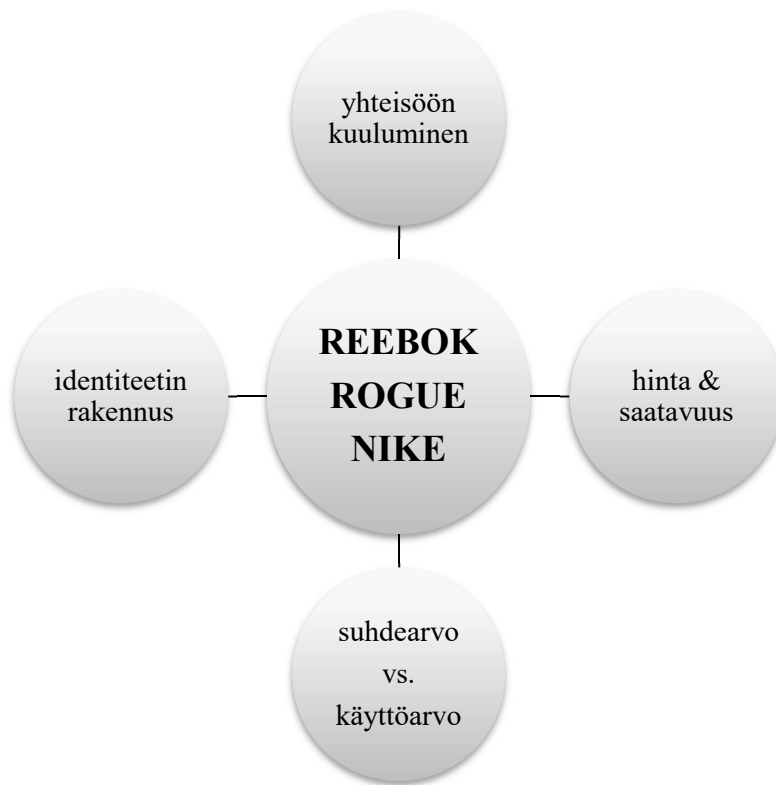 yhteisöön
kuuluminen
identiteetin
rakennus
REEBOK
ROGUE
NIKE
hinta &
saatavuus
suhdearvo
vs.
käyttöarvo